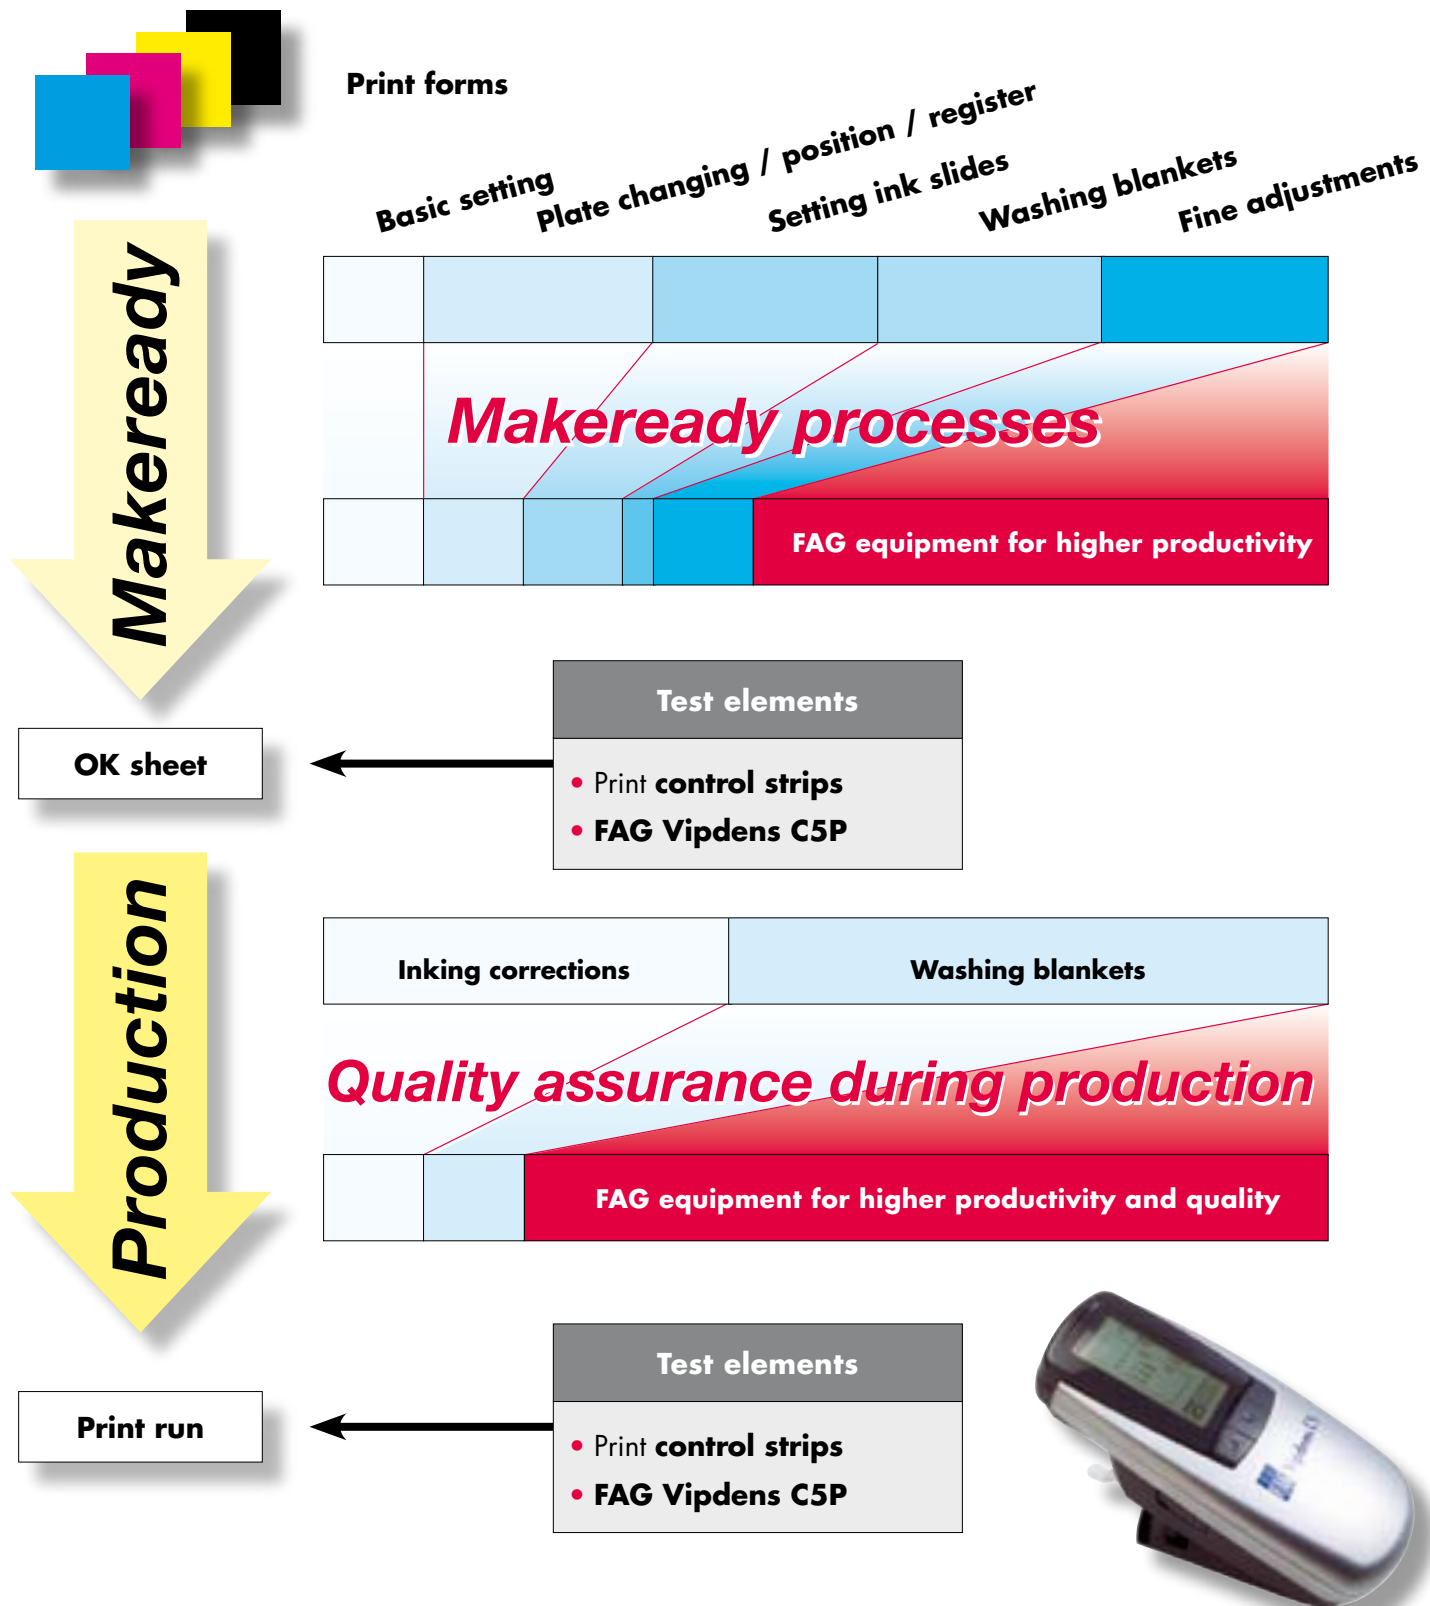 Print forms
Basic setting
Plate changing / position / register
Setting ink slides
Washing blankets
Fine adjustments
Makeready
Makeready processes
FAG equipment for higher productivity
Test elements
OK sheet
• Print control strips
• FAG Vipdens C5P
Production
Inking corrections
Washing blankets
Quality assurance during production
FAG equipment for higher productivity and quality
Test elements
Print run
• Print control strips
• FAG Vipdens C5P